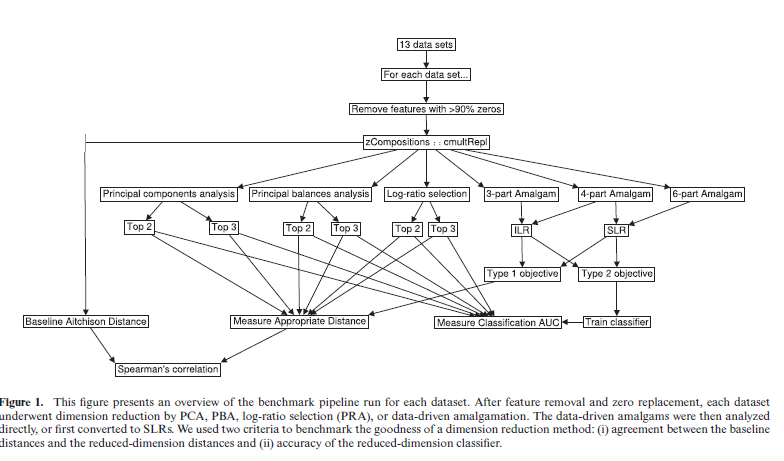 13 data sets
For each data set...
Remove features with >90% zeros
zCompositions :: cmultRepl
Principal components analysis
Principal balances analysis
Log-ratio selection
3-part Amalgam
4-part Amalgam
6-part Amalgam
Top 2
Top 3
Top 2
Top 3
Top 2
Top 3
ILR
SLR
Type 1 objective
Type 2 objective
Baseline Aitchison Distance
Measure Appropriate Distance
Measure Classification AUC
Train classifier
Spearman's correlation
Figure 1. This figure presents an overview of the benchmark pipeline run for each dataset. After feature removal and zero replacement, each dataset
underwent dimension reduction by PCA, PBA, log-ratio selection (PRA), or data-driven amalgamation. The data-driven amalgams were then analyzed
directly, or first converted to SLRs. We used two criteria to benchmark the goodness of a dimension reduction method: (i) agreement between the baseline
distances and the reduced-dimension distances and (ii) accuracy of the reduced-dimension classifier.